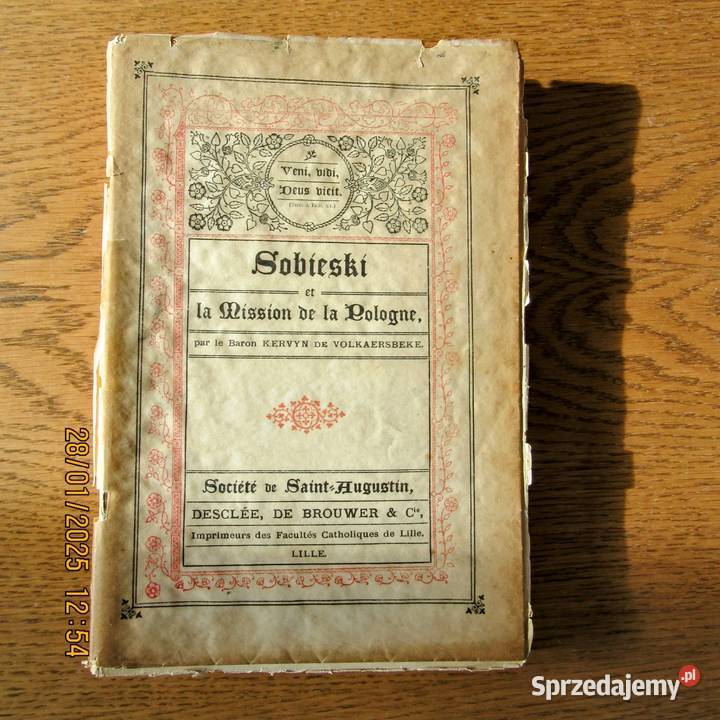 Veni, vidi,
Deus vicit.
Sobieski
et
la Mission de la Pologne,
par le Baron KERVYN DE VOLKAERSBEKE.
Société de Saint-Augustin,
DESCLÉE, DE BROUWER & Cie,
Imprimeurs des Facultés Catholiques de Lille.
LILLE.
28/01/2025 12:54
Sprzedajemy.pl